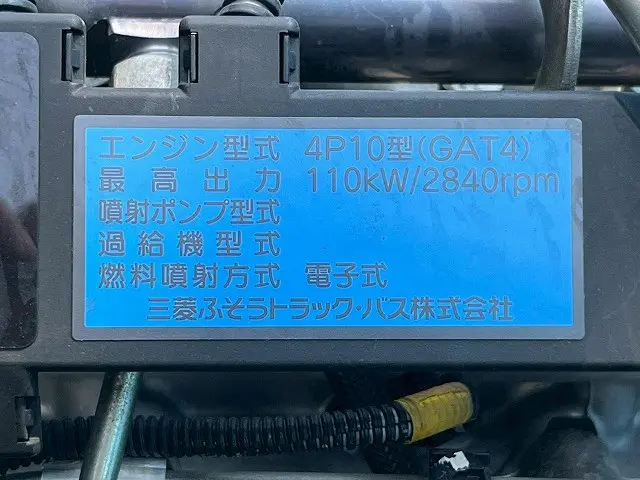 エンジン型式 4P10型(GAT4)
最高出力 110kW/2840rpm
噴射ポンプ型式
過給機型式
燃料噴射方式 電子式
三菱ふそうトラック・バス株式会社